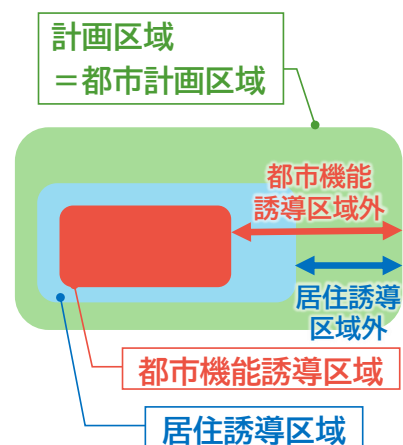 計画区域
＝都市計画区域
都市機能
誘導区域外
居住誘導
区域外
都市機能誘導区域
居住誘導区域